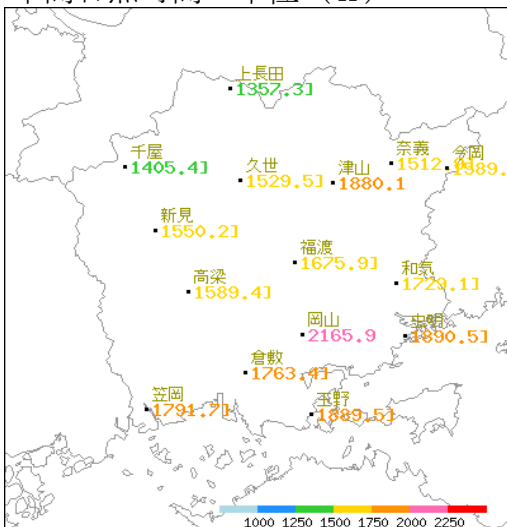 上長田
1357.3]
千屋
1405.4]
久世
1529.5]
津山
1880.1
奈義
今岡
新見
1550.2]
福渡
1675.9]
高梁
1589.4]
和気
1729.1]
岡山
2165.9
虫明
1890.5]
倉敷
1763.4]
笠岡
1791.7]
玉野
1889.5]
1000 1250 1500 1750 2000 2250